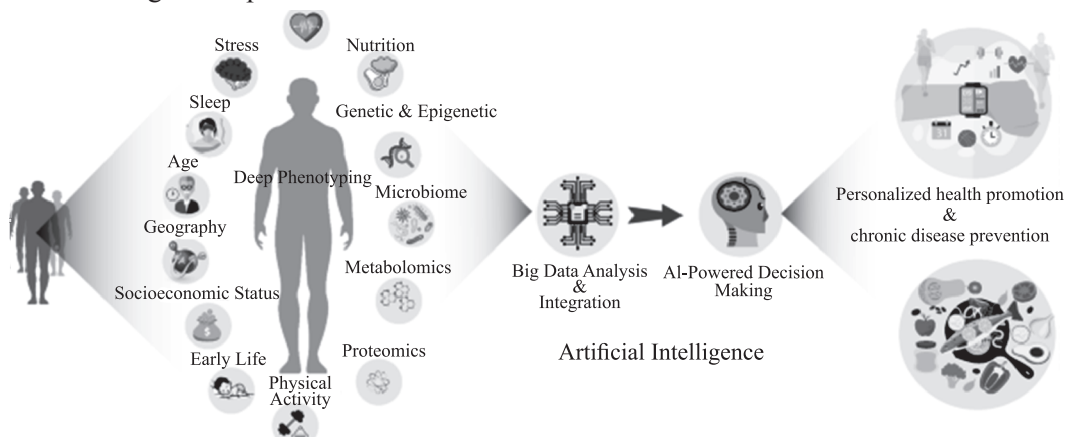 Stress
Nutrition
Sleep
Genetic & Epigenetic
Age
Deep Phenotyping
Microbiome
Geography
Metabolomics
Socioeconomic Status
Early Life
Proteomics
Physical
Activity
Big Data Analysis
&
Integration
AI-Powered Decision
Making
Artificial Intelligence
Personalized health promotion
&
chronic disease prevention